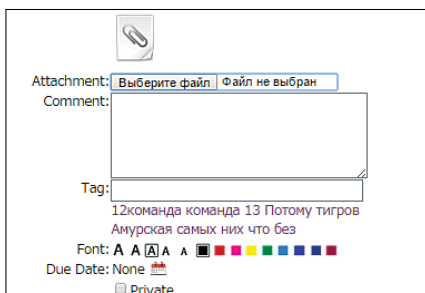 Attachment: Выберите файл Файл не выбран
Comment:
Tag:
12команда команда 13 Потому тигров
Амурская самых них что без
Font: A A A A A
Due Date: None
Private